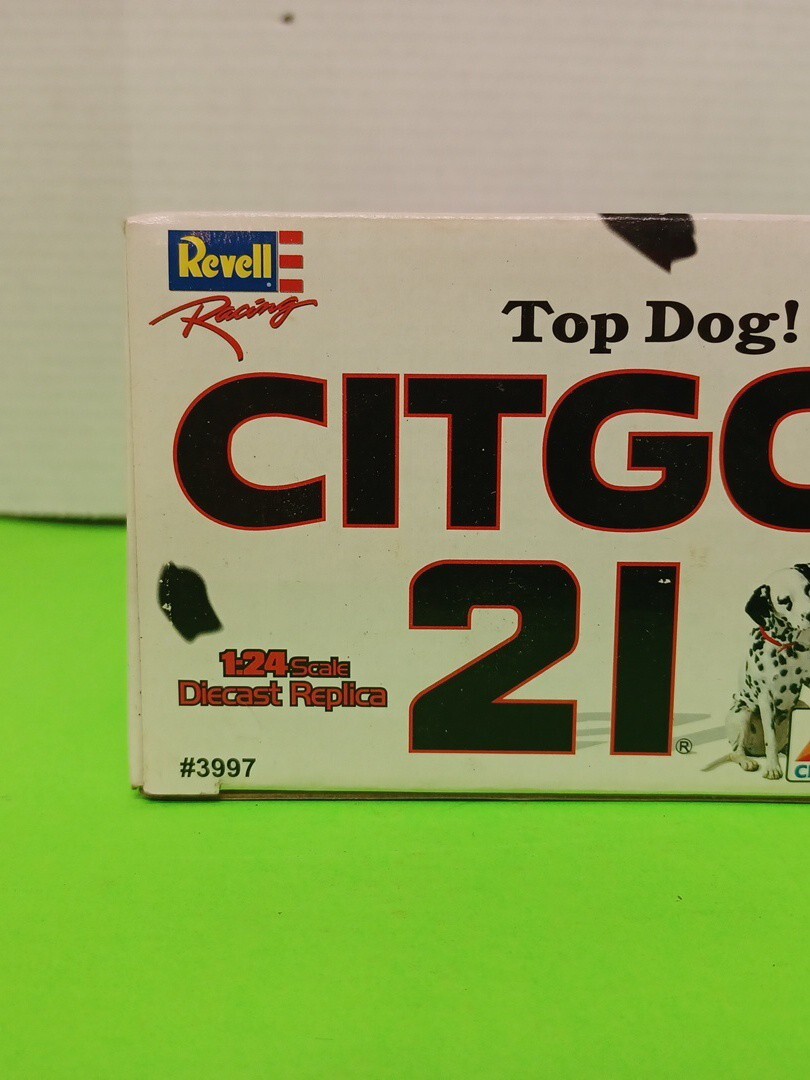 Revell
Racing
Top Dog!
CITGO
21®
1:24 Scale
Diecast Replica
#3997